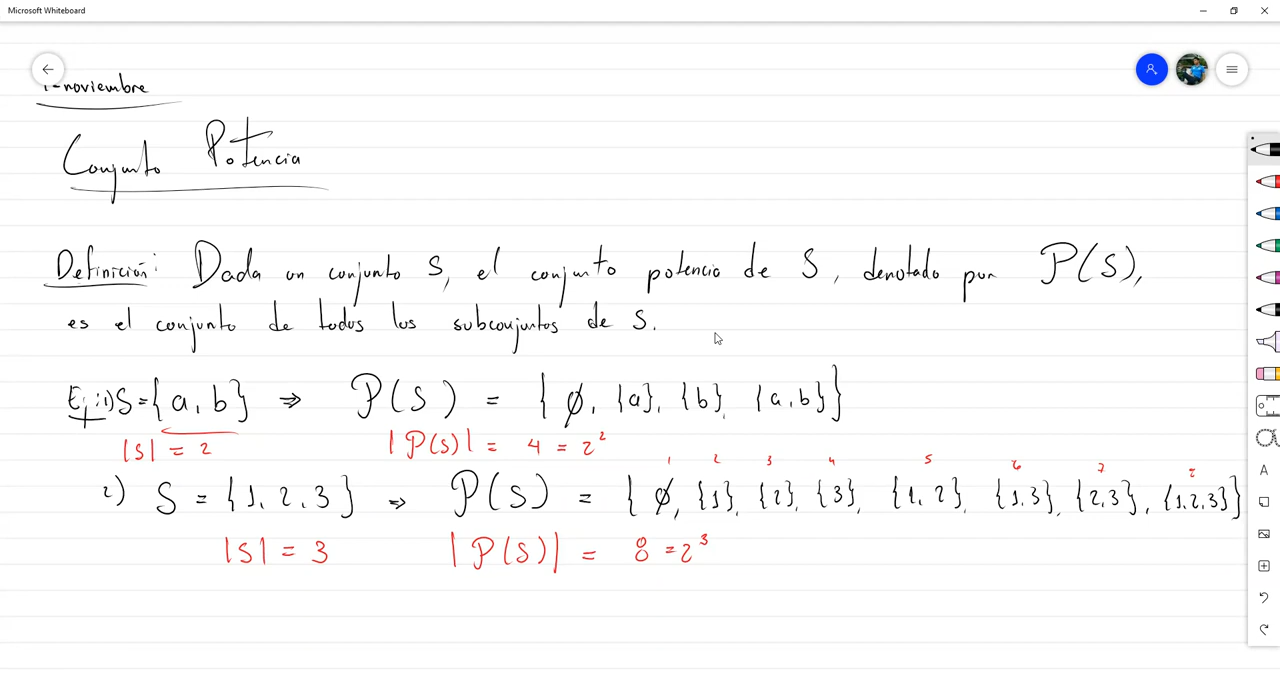 Microsoft Whiteboard
1-noviembre
Conjunto Potencia
Definición: Dada un conjunto S, el conjunto potencia de S, denotado por P(S),
es el conjunto de todos los subconjuntos de S.
Ej: 1) S = {a, b} ⇒ P(S) = {∅, {a}, {b}, {a, b}}
|S| = 2 |P(S)| = 4 = 2²
1 2 3 4 5 6 7 8
2) S = {1, 2, 3} ⇒ P(S) = {∅, {1}, {2}, {3}, {1, 2}, {1, 3}, {2, 3}, {1, 2, 3}}
|S| = 3 |P(S)| = 8 = 2³